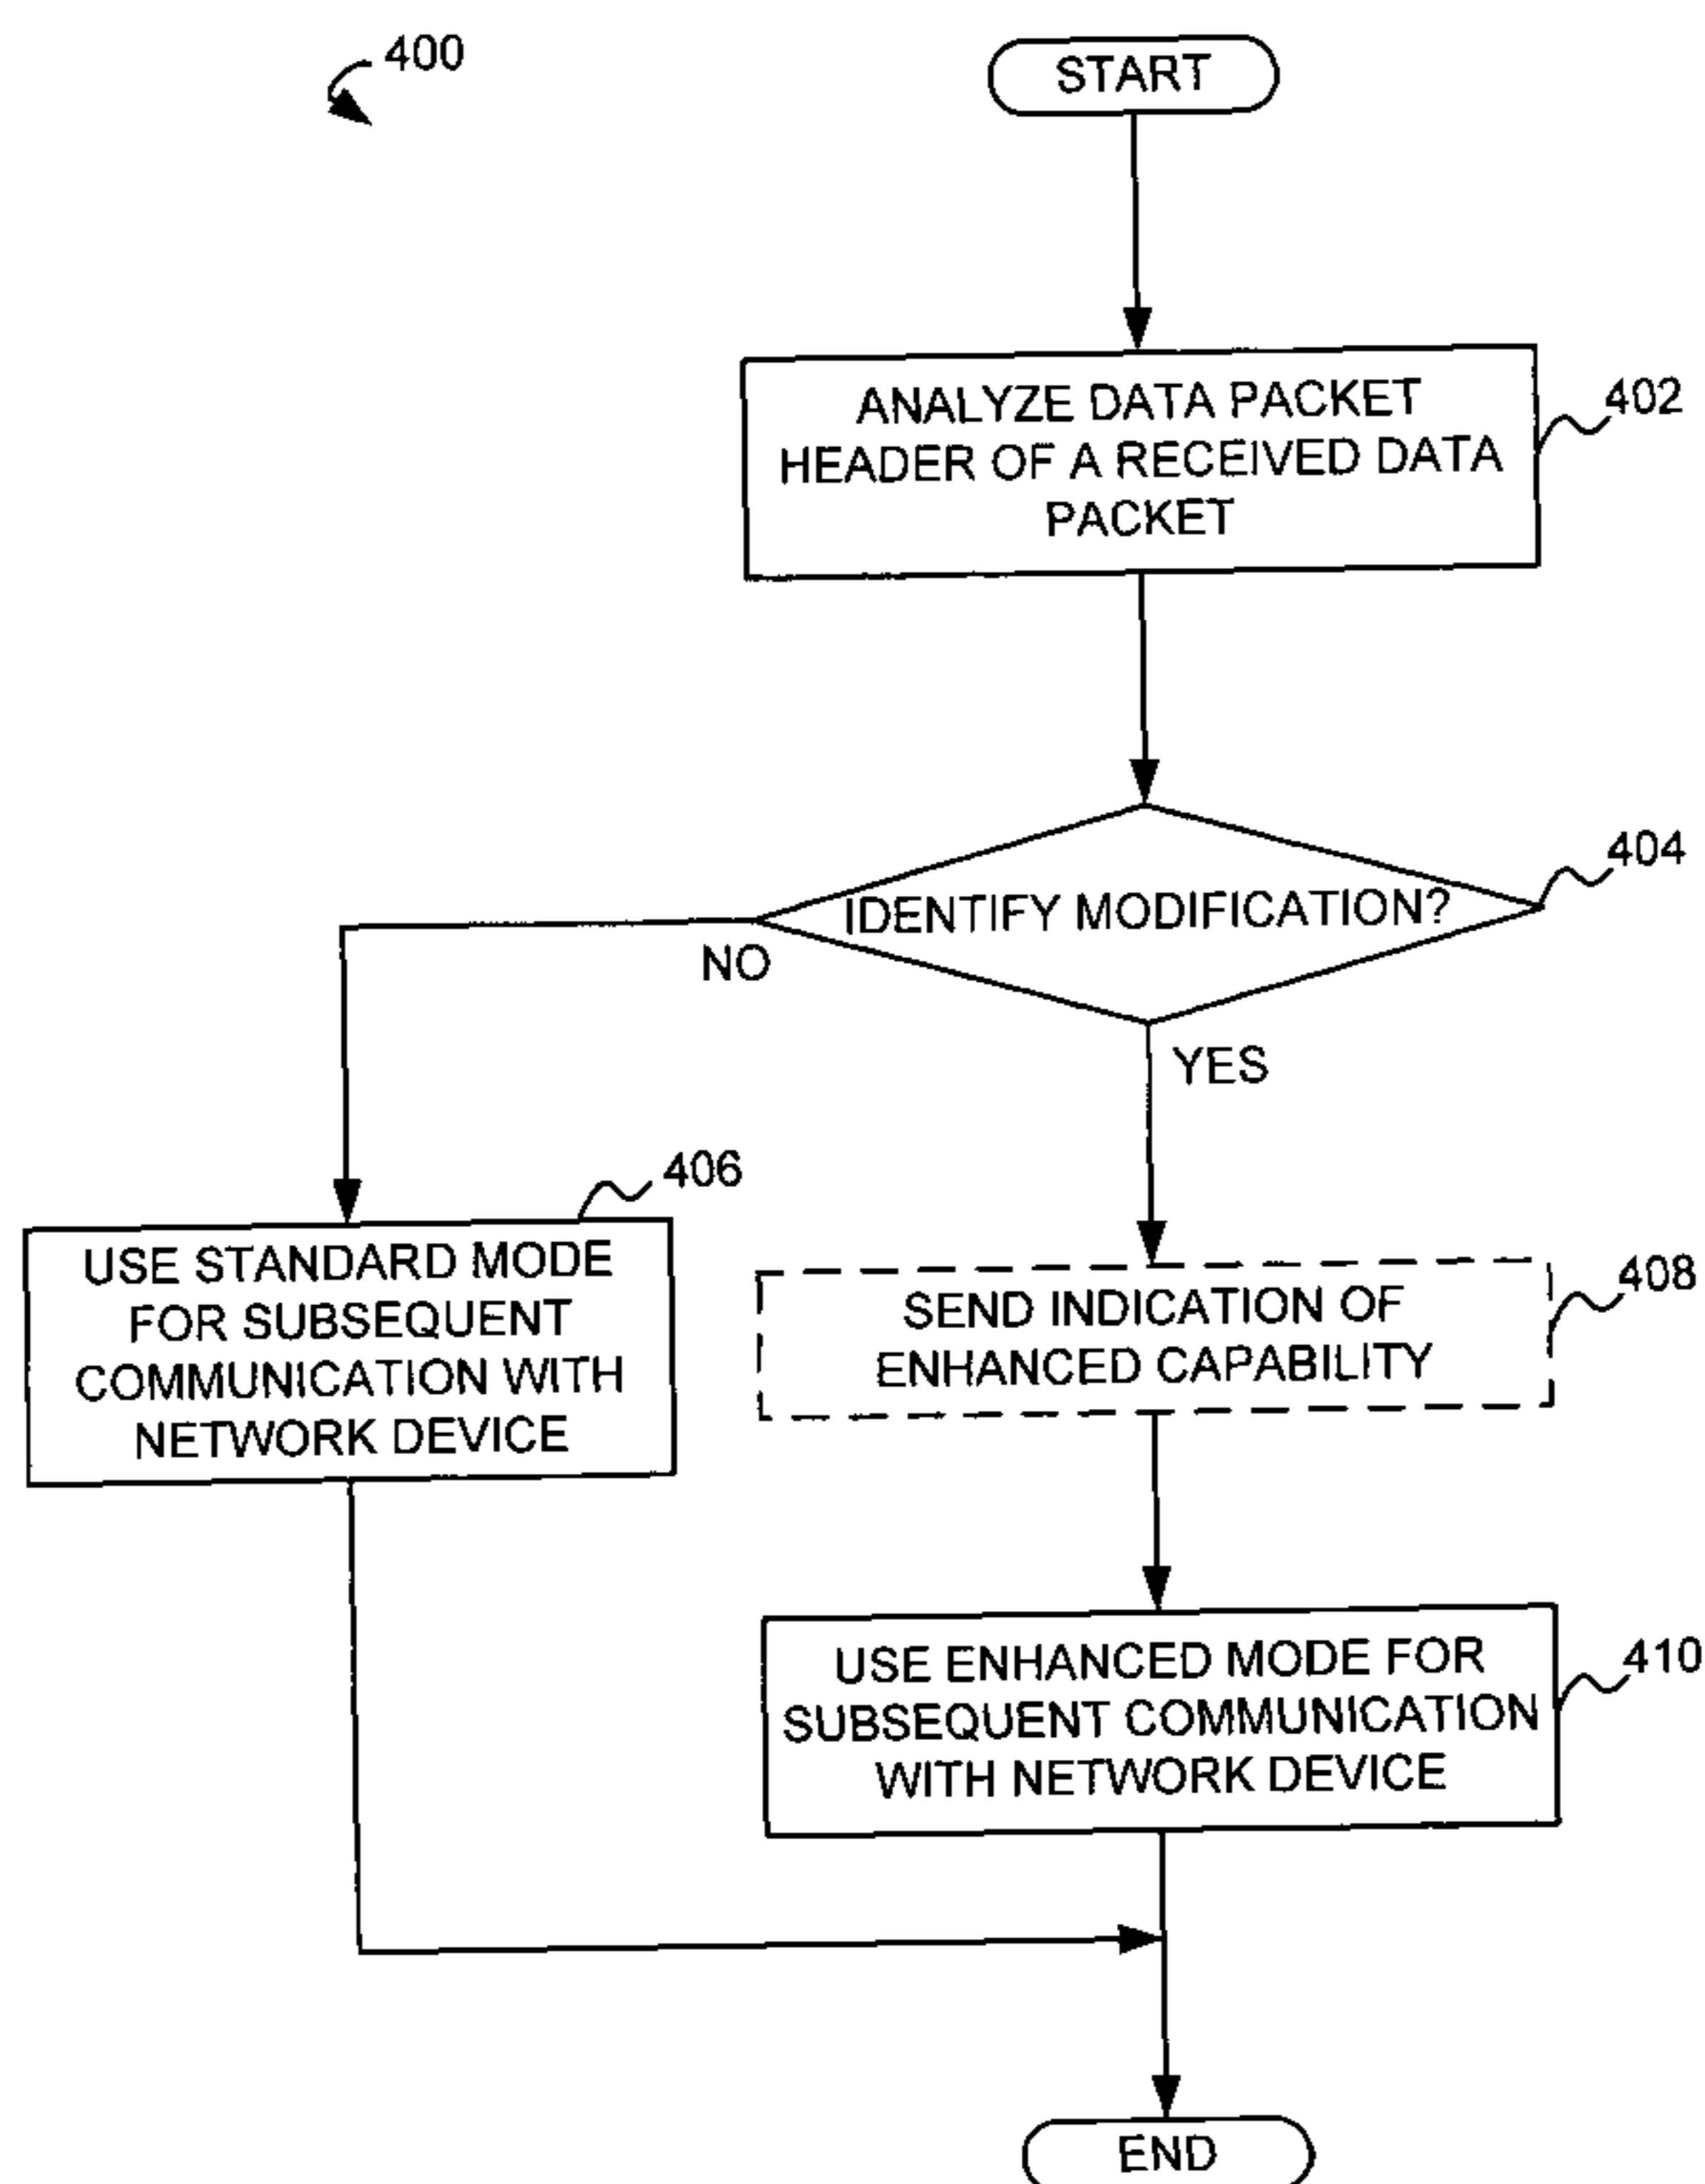 400
START
ANALYZE DATA PACKET
HEADER OF A RECEIVED DATA
PACKET
402
IDENTIFY MODIFICATION?
404
NO
YES
406
USE STANDARD MODE
FOR SUBSEQUENT
COMMUNICATION WITH
NETWORK DEVICE
SEND INDICATION OF
ENHANCED CAPABILITY
408
USE ENHANCED MODE FOR
SUBSEQUENT COMMUNICATION
WITH NETWORK DEVICE
410
END